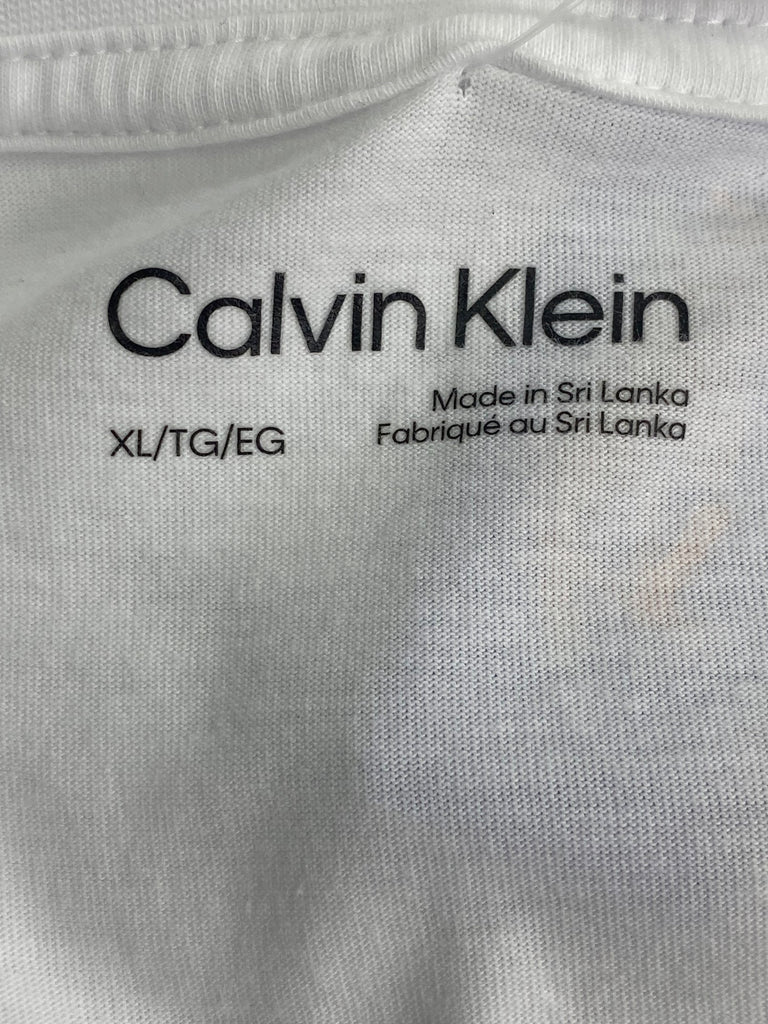 Calvin Klein
Made in Sri Lanka
XL/TG/EG
Fabriqué au Sri Lanka